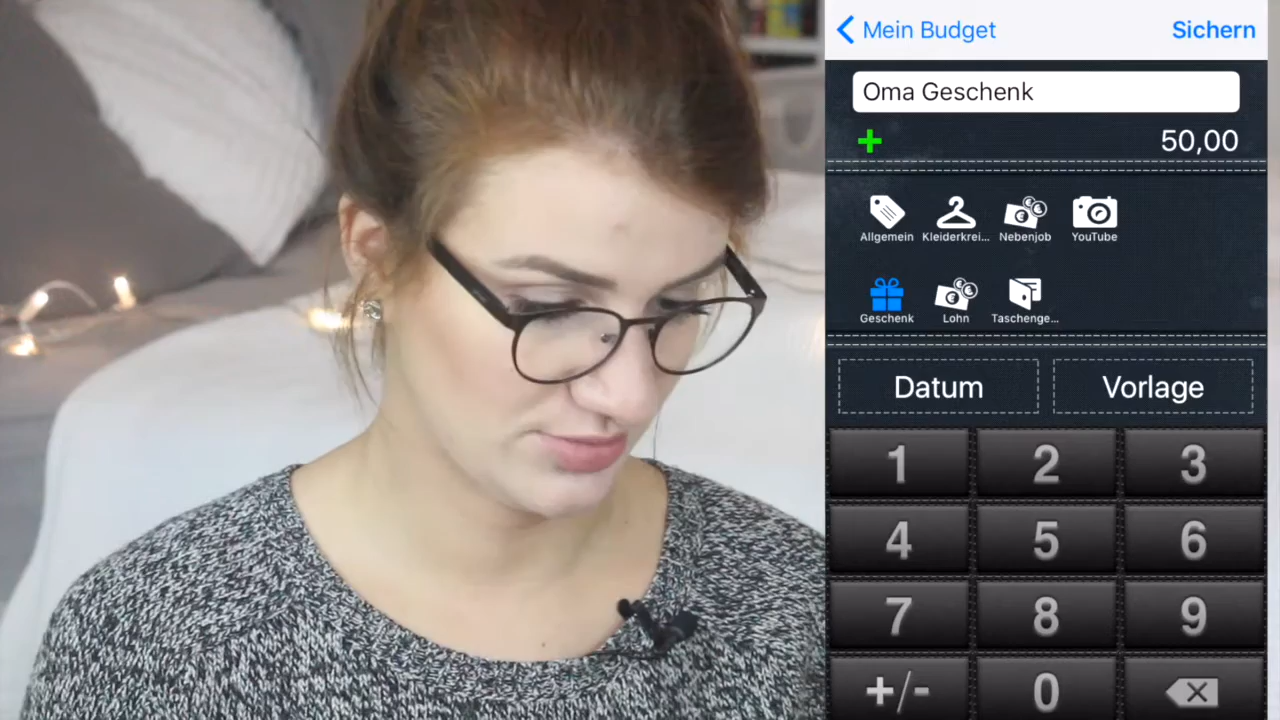 Mein Budget Sichern
Oma Geschenk
+ 50,00
Allgemein Kleiderkrei... Nebenjob YouTube
Geschenk Lohn Taschenge...
Datum Vorlage
1 2 3
4 5 6
7 8 9
+/- 0